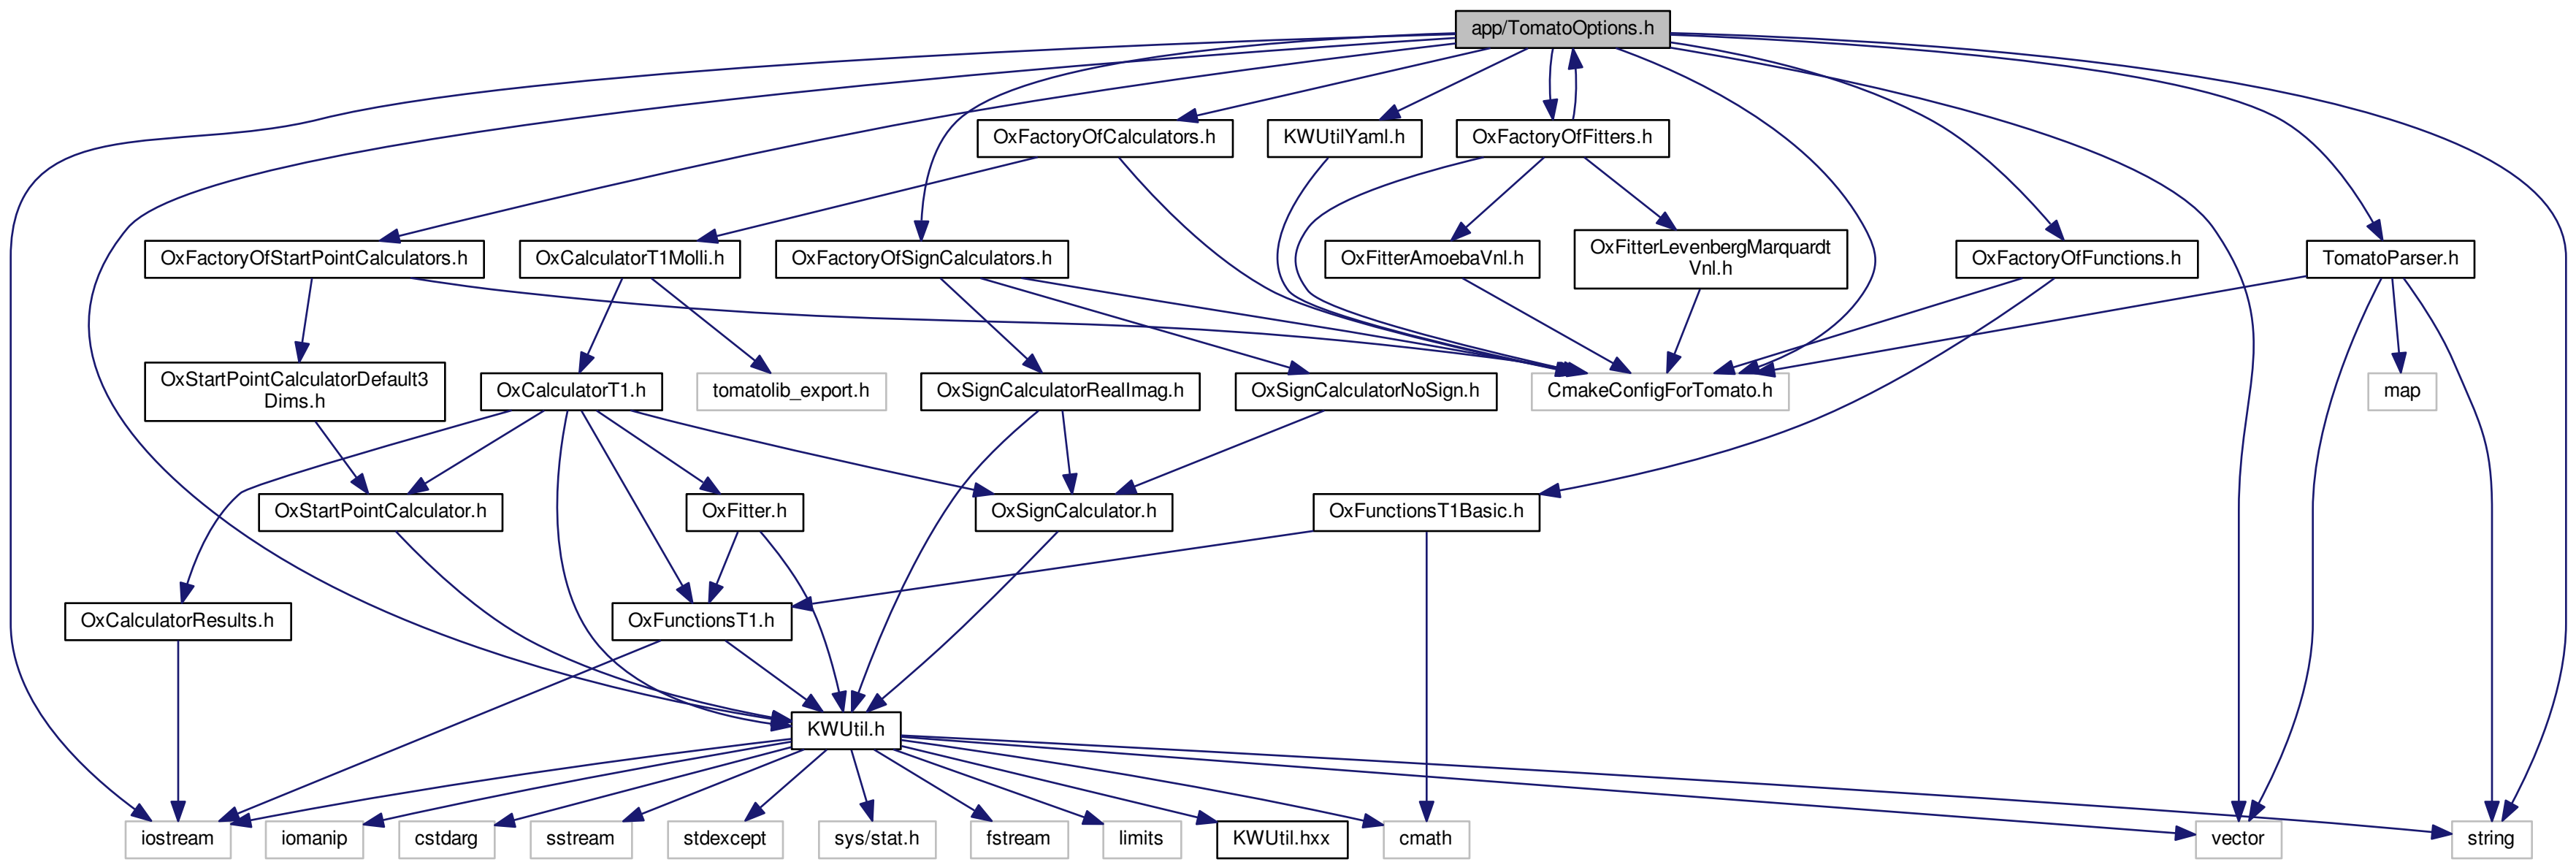 app/TomatoOptions.h
OxFactoryOfCalculators.h
KWUtilYaml.h
OxFactoryOfFitters.h
OxFactoryOfStartPointCalculators.h
OxCalculatorT1Molli.h
OxFactoryOfSignCalculators.h
OxFitterAmoebaVnl.h
OxFitterLevenbergMarquardt
Vnl.h
OxFactoryOfFunctions.h
TomatoParser.h
OxStartPointCalculatorDefault3
Dims.h
OxCalculatorT1.h
tomatolib_export.h
OxSignCalculatorRealImag.h
OxSignCalculatorNoSign.h
CmakeConfigForTomato.h
map
OxStartPointCalculator.h
OxFitter.h
OxSignCalculator.h
OxFunctionsT1Basic.h
OxCalculatorResults.h
OxFunctionsT1.h
KWUtil.h
iostream
iomanip
cstdarg
sstream
stdexcept
sys/stat.h
fstream
limits
KWUtil.hxx
cmath
vector
string